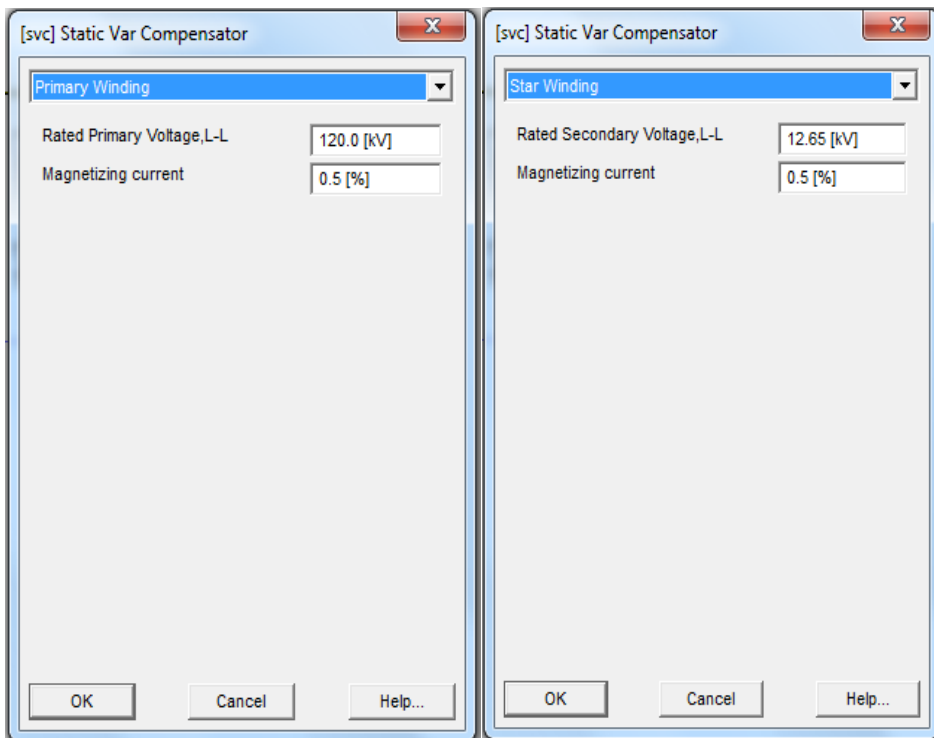 [svc] Static Var Compensator
Primary Winding
Rated Primary Voltage,L-L 120.0 [kV]
Magnetizing current 0.5 [%]
OK Cancel Help...
[svc] Static Var Compensator
Star Winding
Rated Secondary Voltage,L-L 12.65 [kV]
Magnetizing current 0.5 [%]
OK Cancel Help...